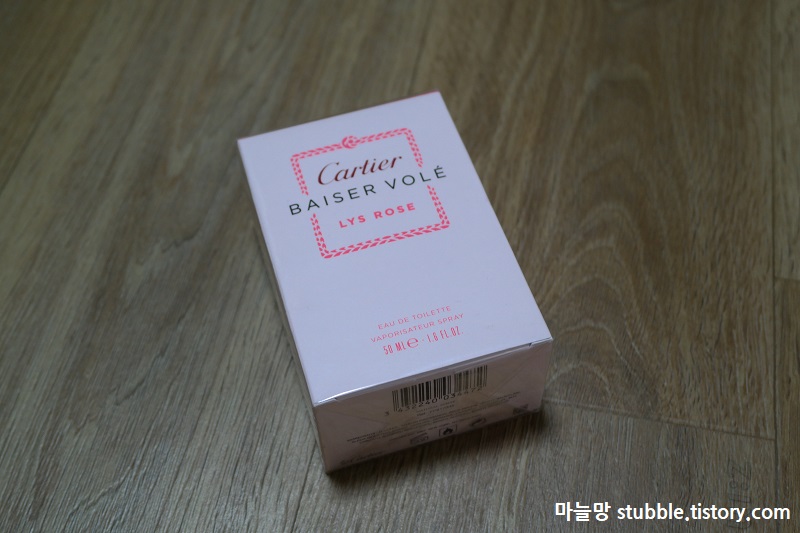 Cartier
BAISER VOLÉ
LYS ROSE
EAU DE TOILETTE
VAPORISATEUR SPRAY
50 ML e - 1.6 FL.OZ
마늘망 stubble.tistory.com